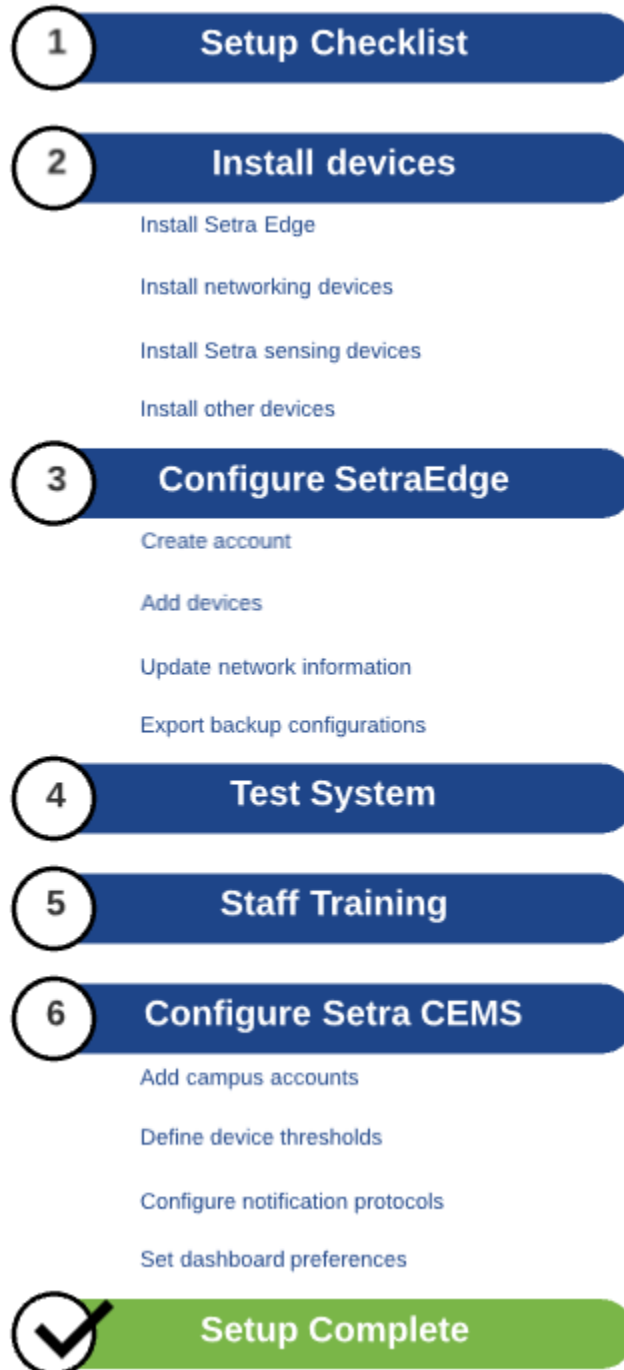 1
Setup Checklist
2
Install devices
Install Setra Edge
Install networking devices
Install Setra sensing devices
Install other devices
3
Configure SetraEdge
Create account
Add devices
Update network information
Export backup configurations
4
Test System
5
Staff Training
6
Configure Setra CEMS
Add campus accounts
Define device thresholds
Configure notification protocols
Set dashboard preferences
Setup Complete